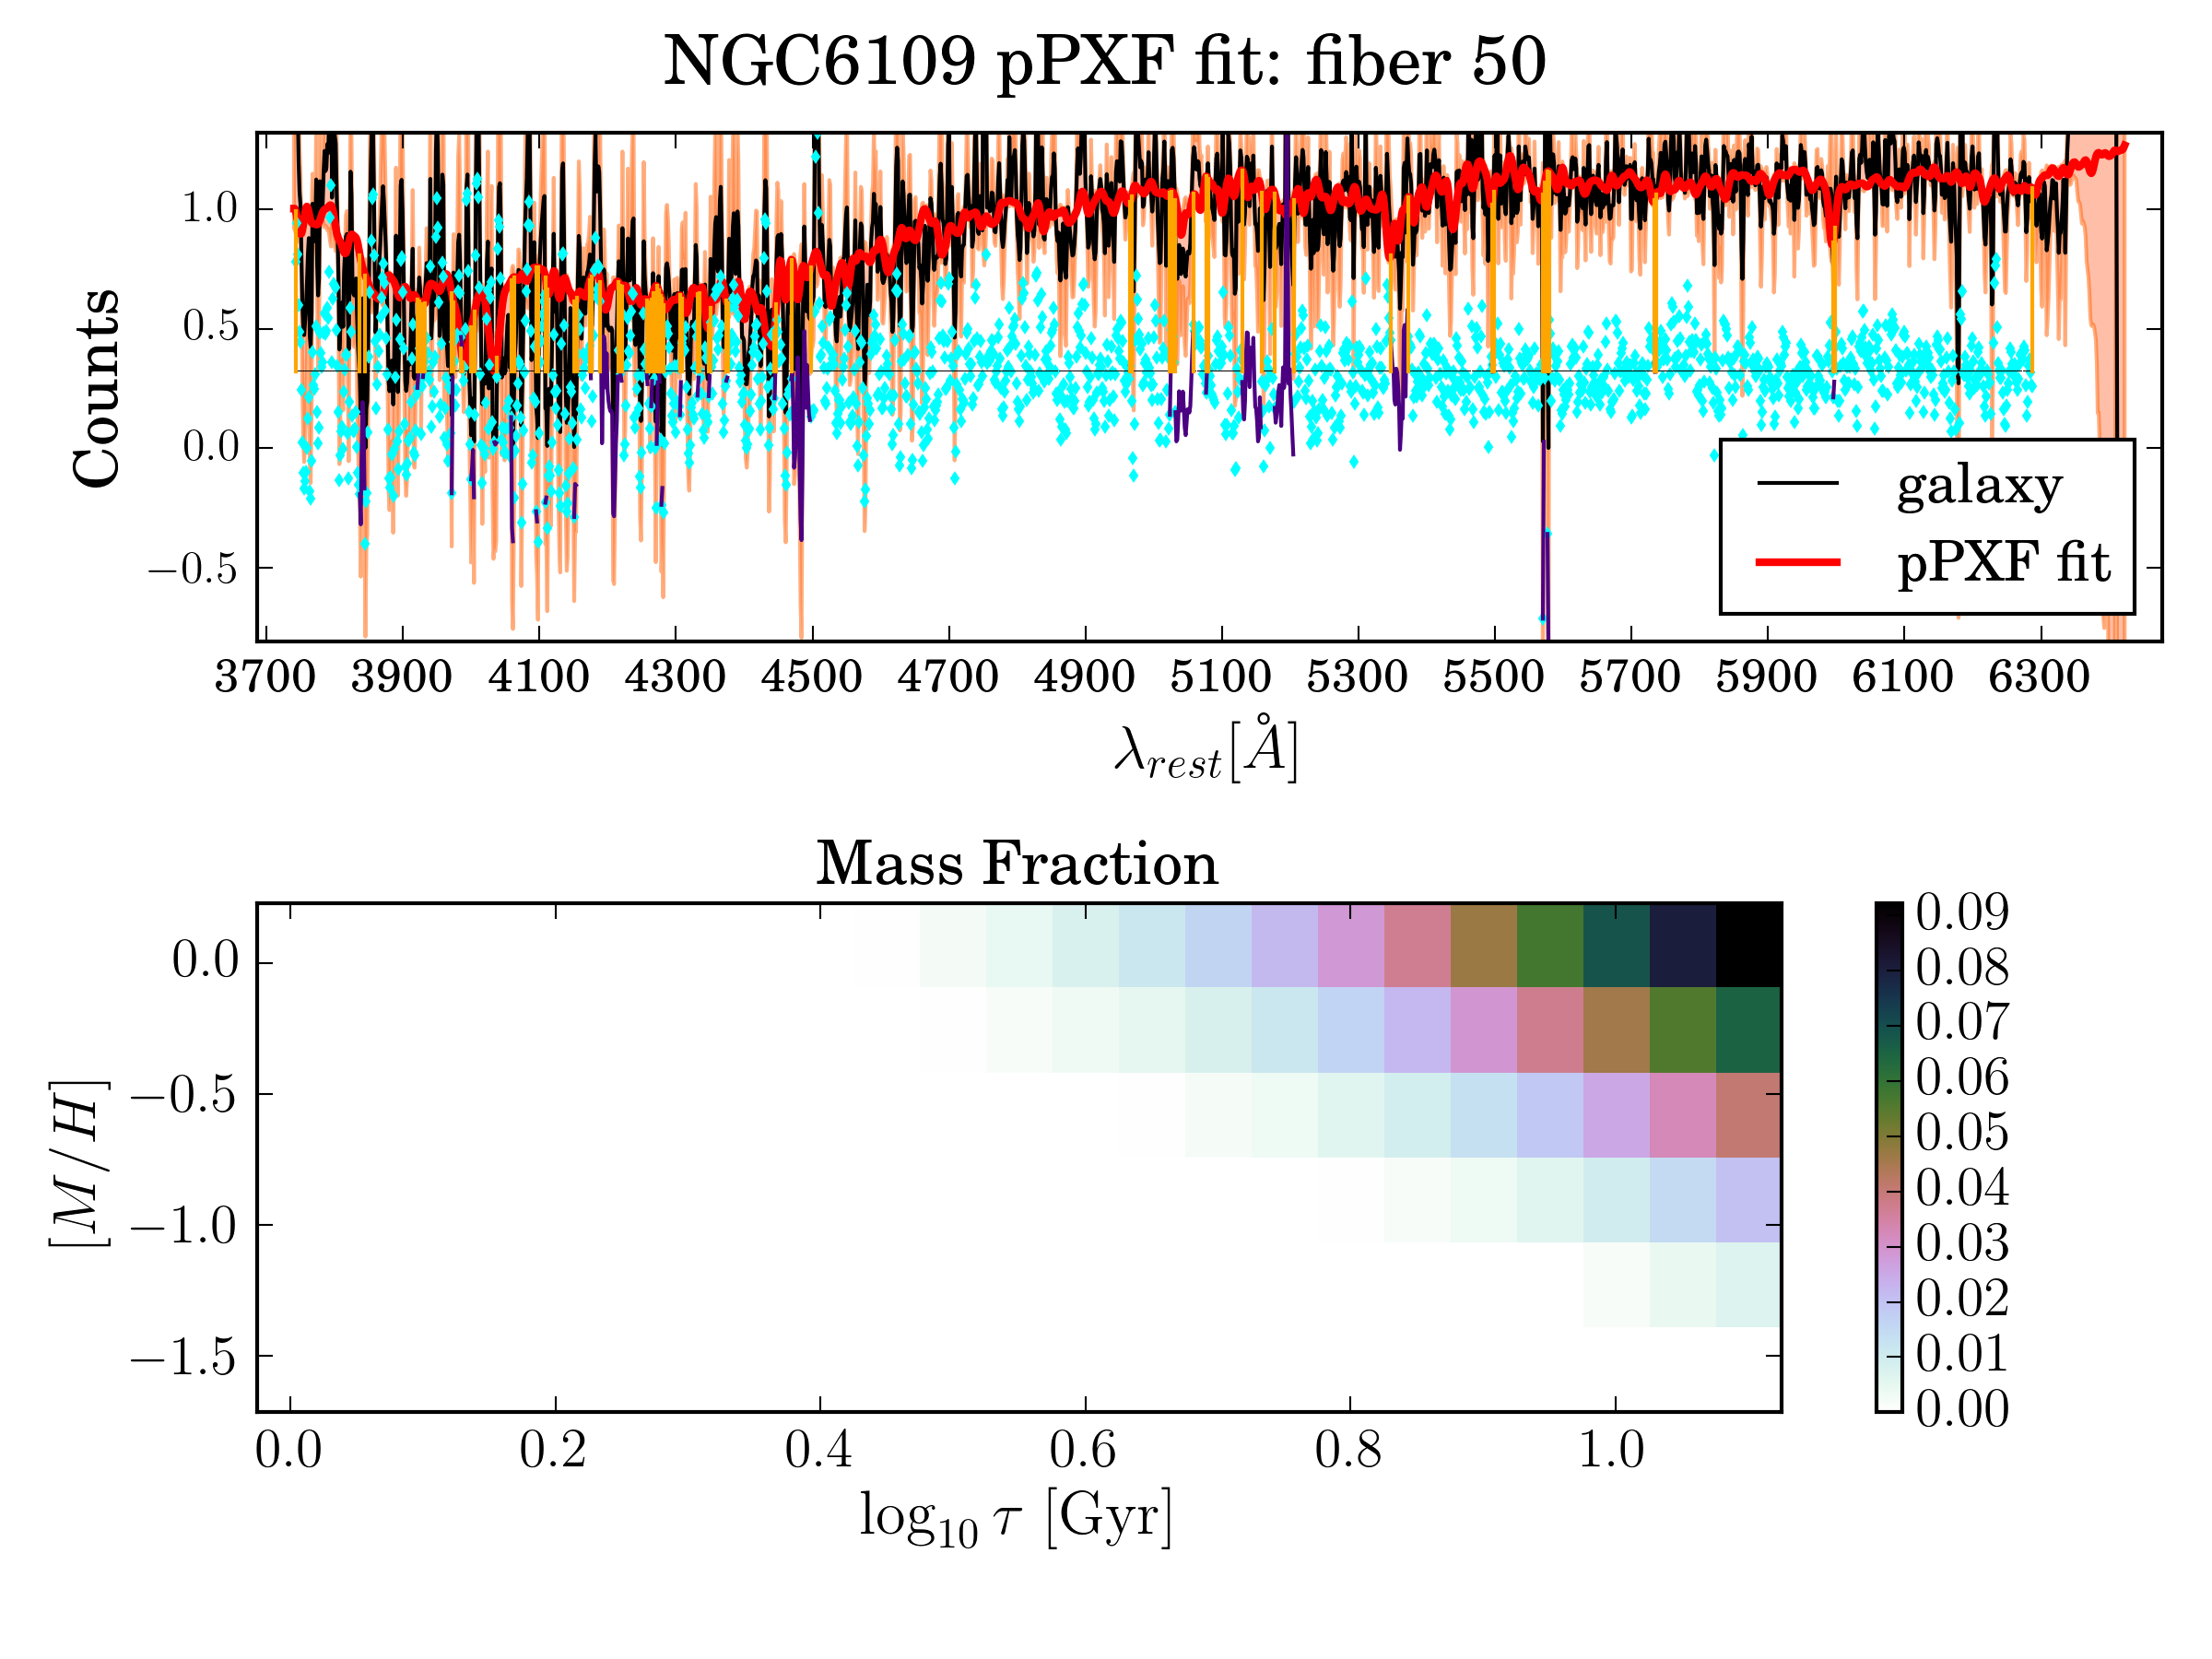 NGC6109 pPXF fit: fiber 50
Counts
1.0
0.5
0.0
−0.5
galaxy
pPXF fit
3700 3900 4100 4300 4500 4700 4900 5100 5300 5500 5700 5900 6100 6300
λ_rest[Å]
Mass Fraction
[M/H]
0.0
−0.5
−1.0
−1.5
0.0 0.2 0.4 0.6 0.8 1.0
log₁₀ τ [Gyr]
0.09
0.08
0.07
0.06
0.05
0.04
0.03
0.02
0.01
0.00